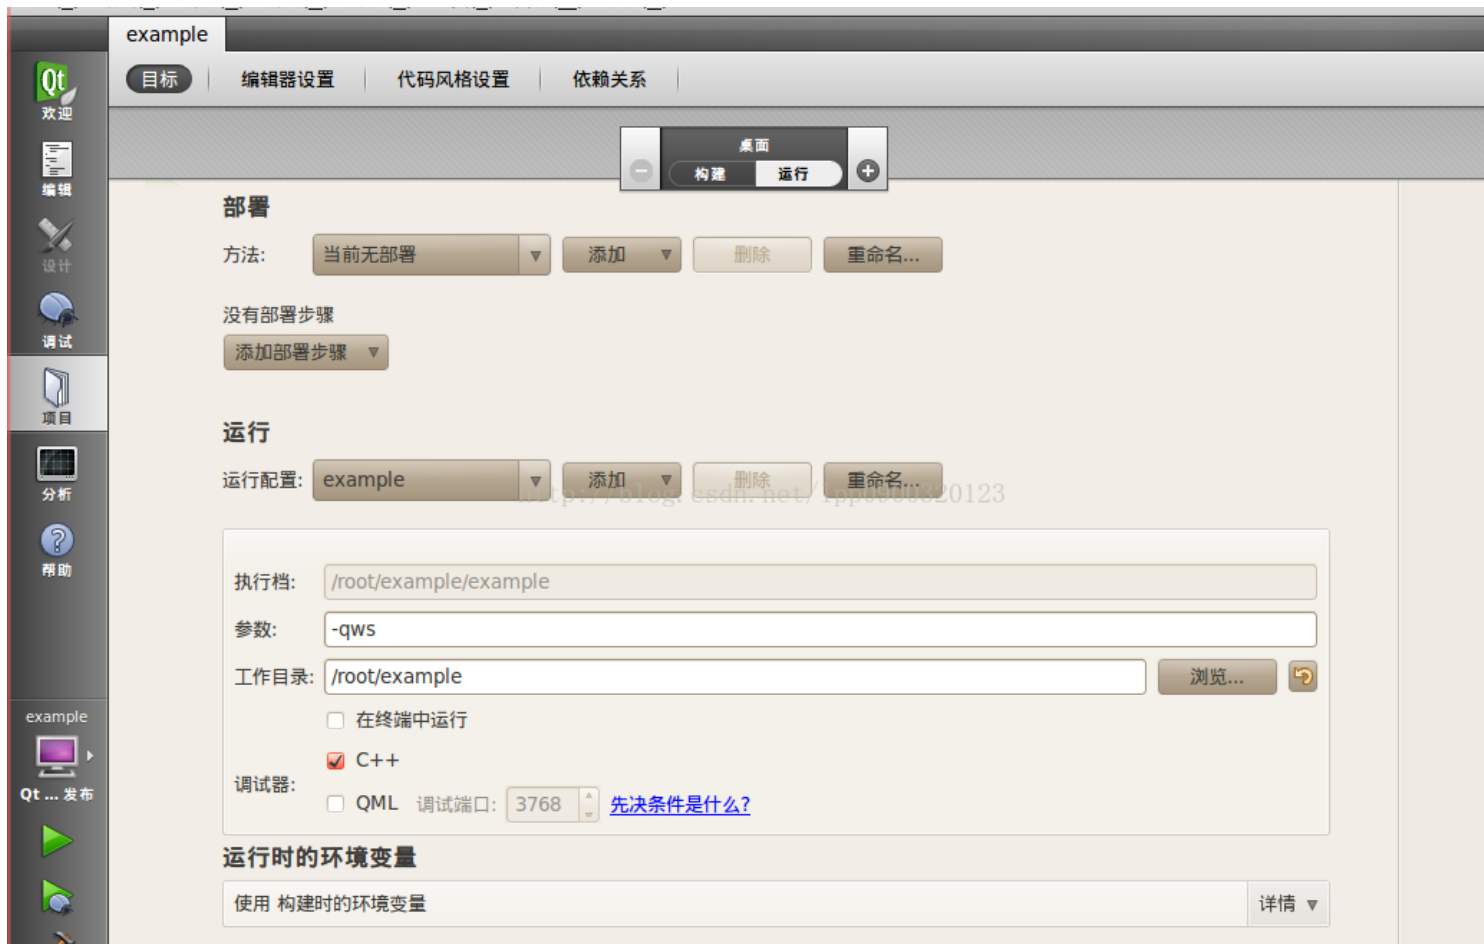 example
目标 编辑器设置 代码风格设置 依赖关系
Qt
欢迎
桌面
构建 运行
编辑
部署
方法: 当前无部署 添加 删除 重命名...
设计
没有部署步骤
调试
添加部署步骤
项目
运行
运行配置: example 添加 删除 重命名...
分析
http://blog.csdn.net/lpp0900320123
帮助
执行档: /root/example/example
参数: -qws
工作目录: /root/example 浏览...
example
在终端中运行
C++
调试器:
Qt ... 发布
QML 调试端口: 3768 先决条件是什么?
运行时的环境变量
使用 构建时的环境变量 详情